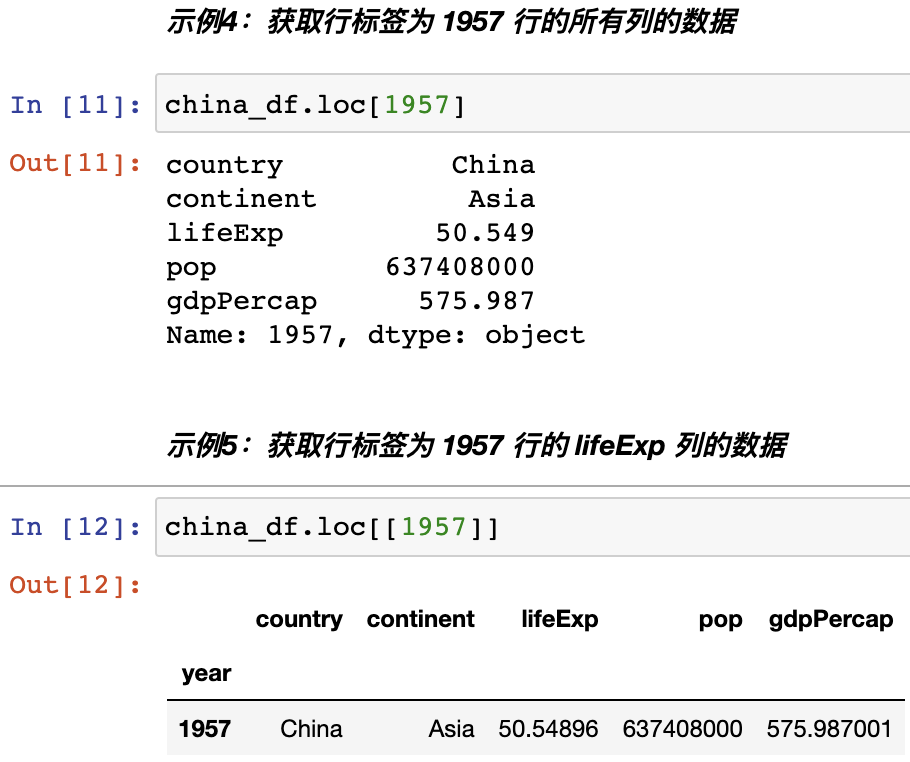 示例4：获取行标签为 1957 行的所有列的数据
In [11]: china_df.loc[1957]
Out[11]: country China
continent Asia
lifeExp 50.549
pop 637408000
gdpPercap 575.987
Name: 1957, dtype: object
示例5：获取行标签为 1957 行的 lifeExp 列的数据
In [12]: china_df.loc[[1957]]
Out[12]:
country continent lifeExp pop gdpPercap
year
1957 China Asia 50.54896 637408000 575.987001